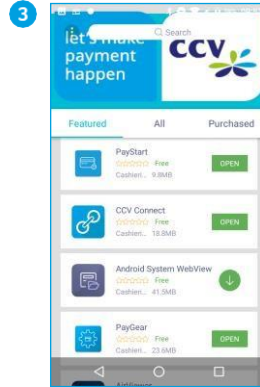 3
let's make
payment
happen
Search
CCV
Featured All Purchased
PayStart
Free
Cashieri... 9.8MB
OPEN
CCV Connect
Free
Cashieri... 18.8MB
OPEN
Android System WebView
Free
Cashieri... 41.5MB
PayGear
Free
Cashieri... 23.6MB
OPEN
AirViewer